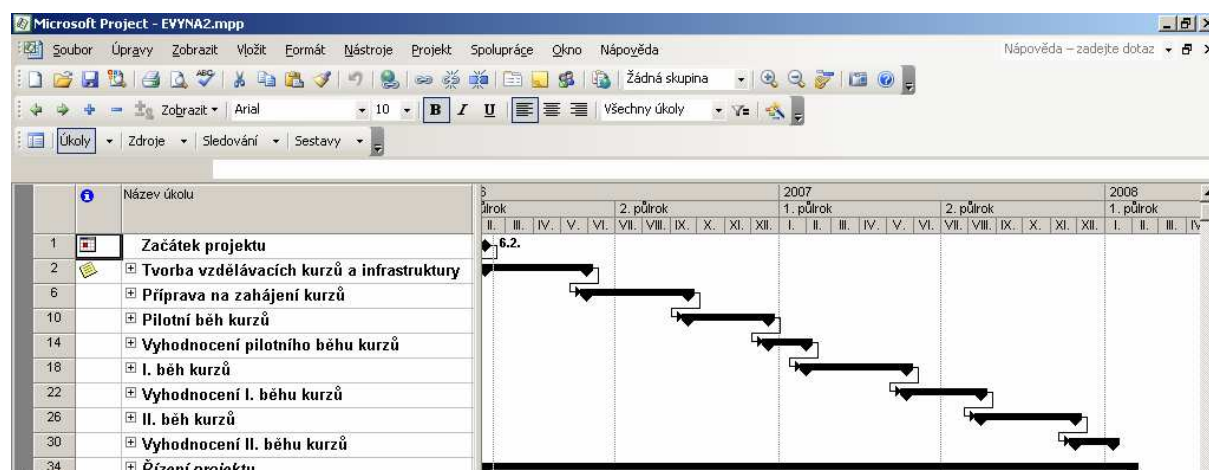 Microsoft Project - EVYNA2.mpp
Soubor Úpravy Zobrazit Vložit Formát Nástroje Projekt Spolupráce Okno Nápověda Nápověda – zadejte dotaz
Žádná skupina
Zobrazit Arial 10 B I U Všechny úkoly
Úkoly Zdroje Sledování Sestavy
Název úkolu 6 2007 2008
půlrok 2. půlrok 1. půlrok 2. půlrok 1. půlrok
II. III. IV. V. VI. VII. VIII. IX. X. XI. XII. I. II. III. IV. V. VI. VII. VIII. IX. X. XI. XII. I. II. III. IV
1 Začátek projektu 6.2.
2 Tvorba vzdělávacích kurzů a infrastruktury
6 Příprava na zahájení kurzů
10 Pilotní běh kurzů
14 Vyhodnocení pilotního běhu kurzů
18 I. běh kurzů
22 Vyhodnocení I. běhu kurzů
26 II. běh kurzů
30 Vyhodnocení II. běhu kurzů
34 Řízení projektu